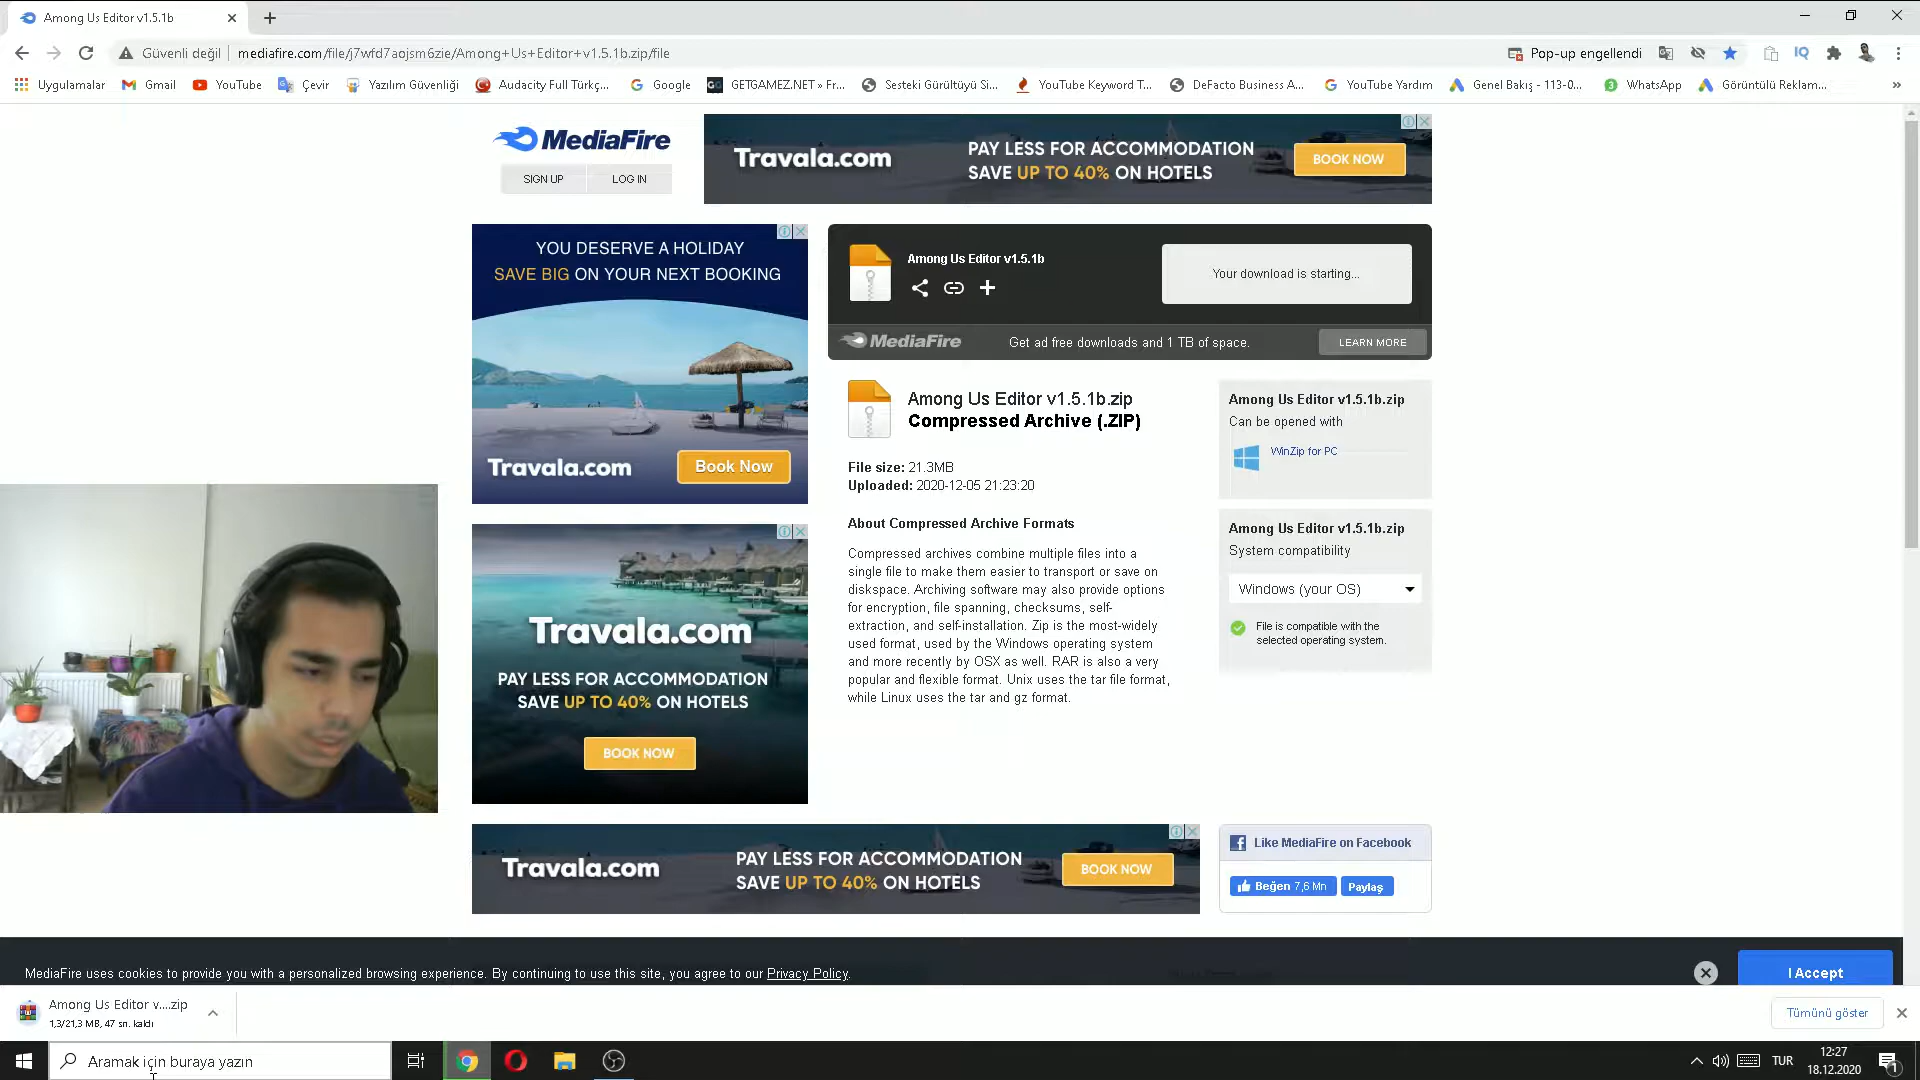 Among Us Editor v1.5.1b
Güvenli değil
mediafire.com/file/j7wfd7aojsm6zie/Among+Us+Editor+v1.5.1b.zip/file
Pop-up engellendi
Uygulamalar
Gmail
YouTube
Çevir
Yazılım Güvenliği
Audacity Full Türkç...
Google
GETGAMEZ.NET » Fr...
Sesteki Gürültüyü Si...
YouTube Keyword T...
DeFacto Business A...
YouTube Yardım
Genel Bakış - 113-0...
WhatsApp
Görüntülü Reklam...
MediaFire
SIGN UP
LOG IN
Travala.com
PAY LESS FOR ACCOMMODATION
SAVE UP TO 40% ON HOTELS
BOOK NOW
YOU DESERVE A HOLIDAY
SAVE BIG ON YOUR NEXT BOOKING
Travala.com
Book Now
Among Us Editor v1.5.1b
Your download is starting...
MediaFire
Get ad free downloads and 1 TB of space.
LEARN MORE
Among Us Editor v1.5.1b.zip
Compressed Archive (.ZIP)
File size: 21.3MB
Uploaded: 2020-12-05 21:23:20
About Compressed Archive Formats
Compressed archives combine multiple files into a
single file to make them easier to transport or save on
diskspace. Archiving software may also provide options
for encryption, file spanning, checksums, self-
extraction, and self-installation. Zip is the most-widely
used format, used by the Windows operating system
and more recently by OSX as well. RAR is also a very
popular and flexible format. Unix uses the tar file format,
while Linux uses the tar and gz format.
Among Us Editor v1.5.1b.zip
Can be opened with
WinZip for PC
Among Us Editor v1.5.1b.zip
System compatibility
Windows (your OS)
File is compatible with the
selected operating system.
Travala.com
PAY LESS FOR ACCOMMODATION
SAVE UP TO 40% ON HOTELS
BOOK NOW
Travala.com
PAY LESS FOR ACCOMMODATION
SAVE UP TO 40% ON HOTELS
BOOK NOW
Like MediaFire on Facebook
Beğen 7,6 Mn
Paylaş
MediaFire uses cookies to provide you with a personalized browsing experience. By continuing to use this site, you agree to our Privacy Policy.
I Accept
Among Us Editor v....zip
1,3/21,3 MB, 47 sn. kaldı
Tümünü göster
Aramak için buraya yazın
TUR
12:27
18.12.2020
1